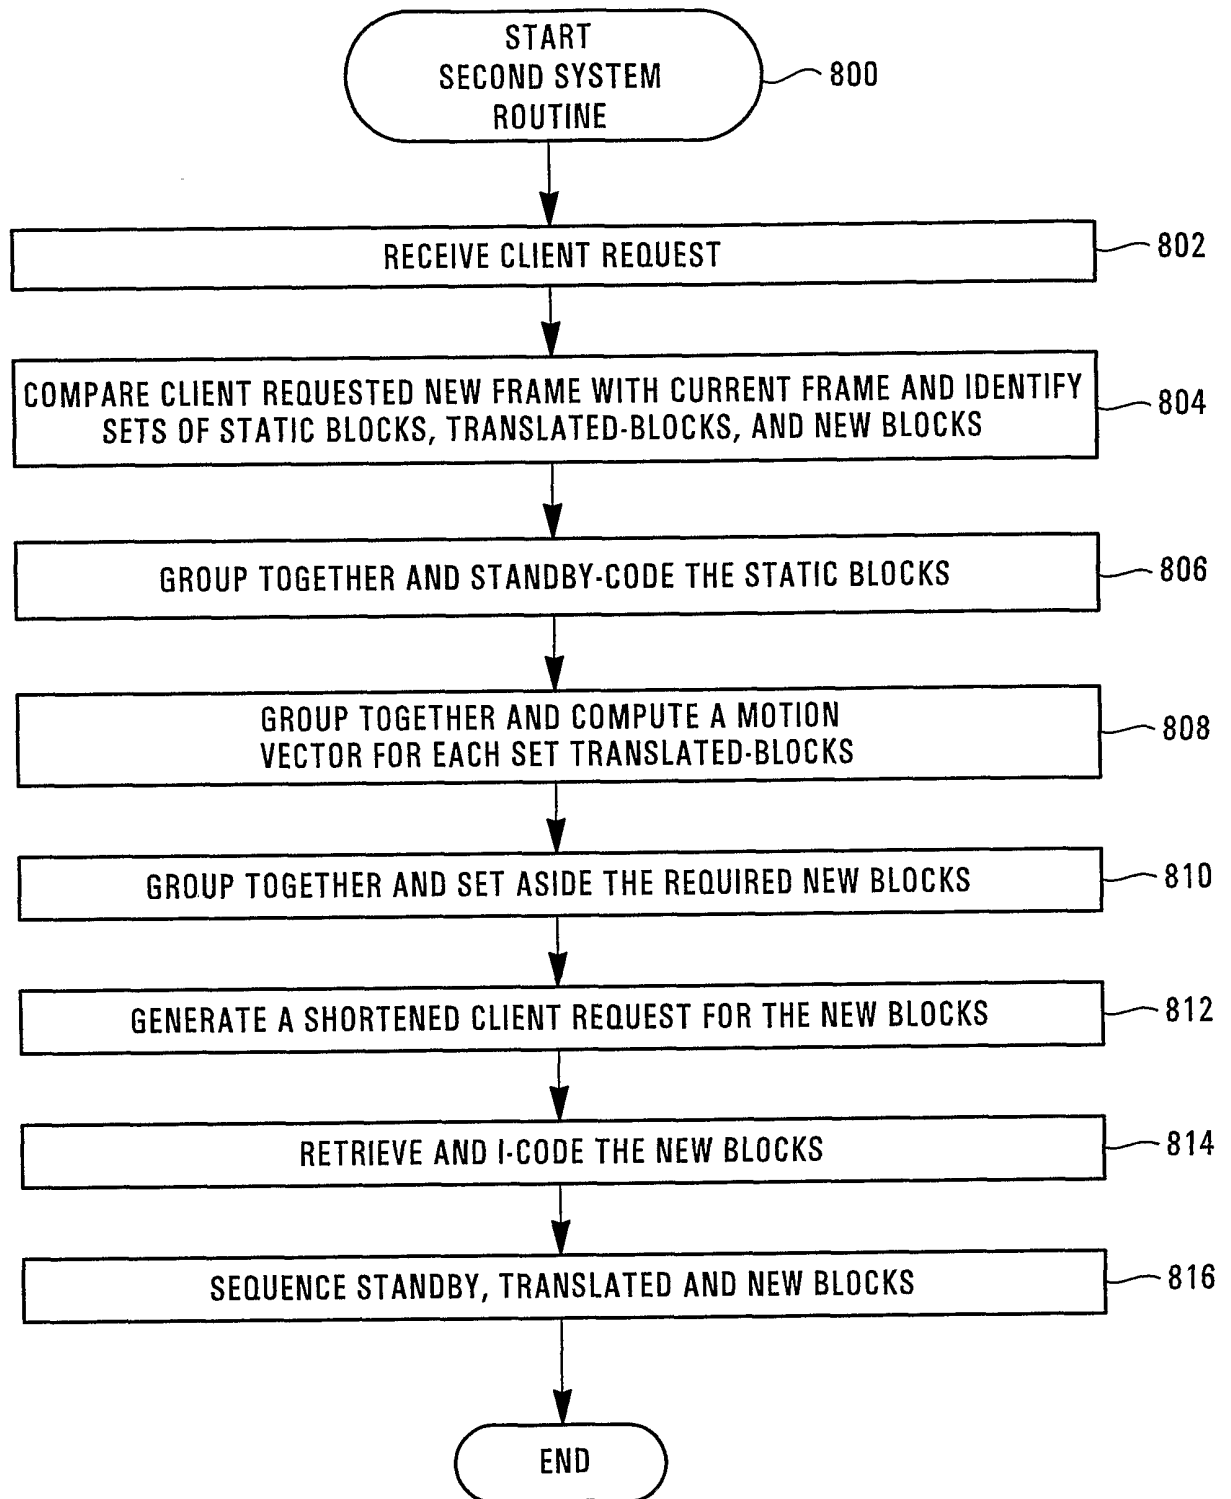 START
SECOND SYSTEM
ROUTINE
800
RECEIVE CLIENT REQUEST
802
COMPARE CLIENT REQUESTED NEW FRAME WITH CURRENT FRAME AND IDENTIFY
SETS OF STATIC BLOCKS, TRANSLATED-BLOCKS, AND NEW BLOCKS
804
GROUP TOGETHER AND STANDBY-CODE THE STATIC BLOCKS
806
GROUP TOGETHER AND COMPUTE A MOTION
VECTOR FOR EACH SET TRANSLATED-BLOCKS
808
GROUP TOGETHER AND SET ASIDE THE REQUIRED NEW BLOCKS
810
GENERATE A SHORTENED CLIENT REQUEST FOR THE NEW BLOCKS
812
RETRIEVE AND I-CODE THE NEW BLOCKS
814
SEQUENCE STANDBY, TRANSLATED AND NEW BLOCKS
816
END